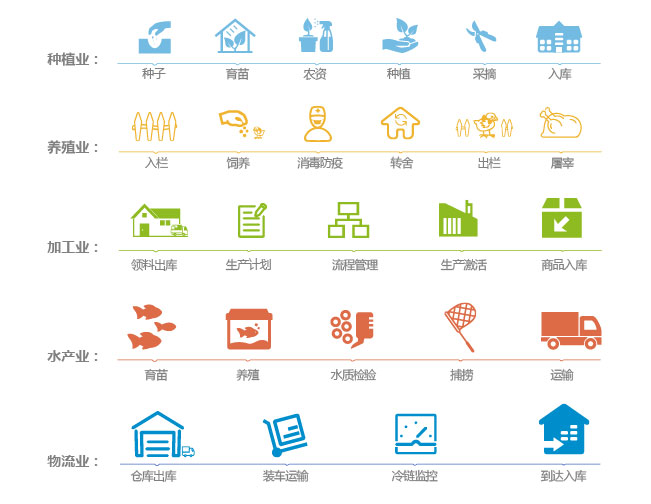 种植业：
种子 育苗 农资 种植 采摘 入库
养殖业：
入栏 饲养 消毒防疫 转舍 出栏 屠宰
加工业：
领料出库 生产计划 流程管理 生产激活 商品入库
水产业：
育苗 养殖 水质检验 捕捞 运输
物流业：
仓库出库 装车运输 冷链监控 到达入库